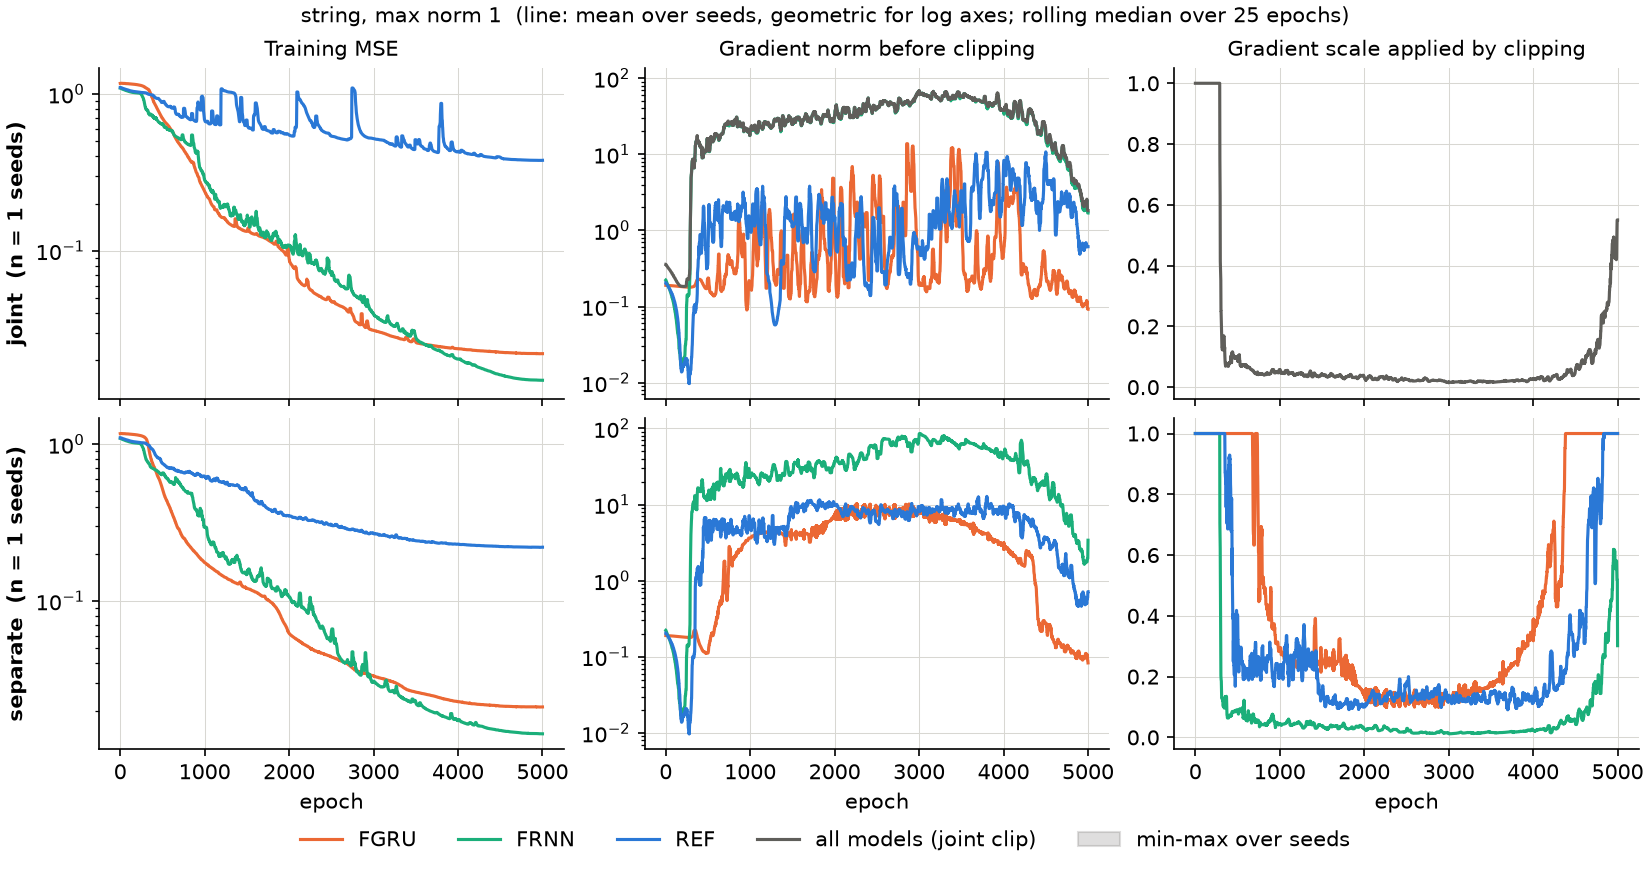 string, max norm 1  (line: mean over seeds, geometric for log axes; rolling median over 25 epochs)
Training MSE
Gradient norm before clipping
Gradient scale applied by clipping
joint (n = 1 seeds)
10⁰
10⁻¹
10²
10¹
10⁰
10⁻¹
10⁻²
1.0
0.8
0.6
0.4
0.2
0.0
separate (n = 1 seeds)
10⁰
10⁻¹
0 1000 2000 3000 4000 5000
epoch
10²
10¹
10⁰
10⁻¹
10⁻²
0 1000 2000 3000 4000 5000
epoch
1.0
0.8
0.6
0.4
0.2
0.0
0 1000 2000 3000 4000 5000
epoch
FGRU FRNN REF all models (joint clip) min-max over seeds